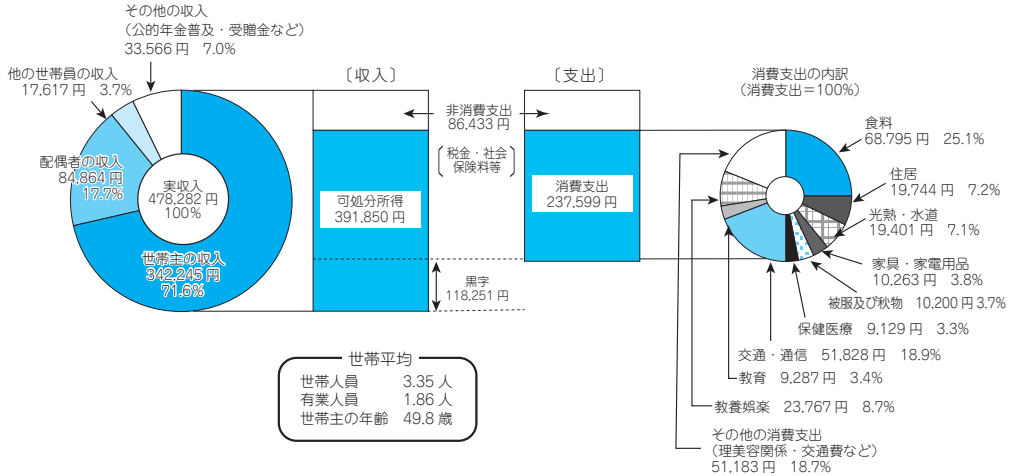 その他の収入
(公的年金普及・受贈金など)
33.566 円 7.0%
他の世帯員の収入
17,617 円 3.7%
配偶者の収入
84,864 円
17.7%
実収入
478,282 円
100%
世帯主の収入
342,245 円
71.6%
〔収入〕
〔支出〕
非消費支出
86,433 円
税金・社会
保険料等
可処分所得
391,850 円
消費支出
237,599 円
黒字
118,251 円
世帯平均
世帯人員 3.35 人
有業人員 1.86 人
世帯主の年齢 49.8 歳
消費支出の内訳
(消費支出=100%)
食料
68.795 円 25.1%
住居
19,744 円 7.2%
光熱・水道
19,401 円 7.1%
家具・家電用品
10,263 円 3.8%
被服及び秋物 10,200 円 3.7%
保健医療 9,129 円 3.3%
交通・通信 51,828 円 18.9%
教育 9,287 円 3.4%
教養娯楽 23,767 円 8.7%
その他の消費支出
(理美容関係・交通費など)
51,183 円 18.7%